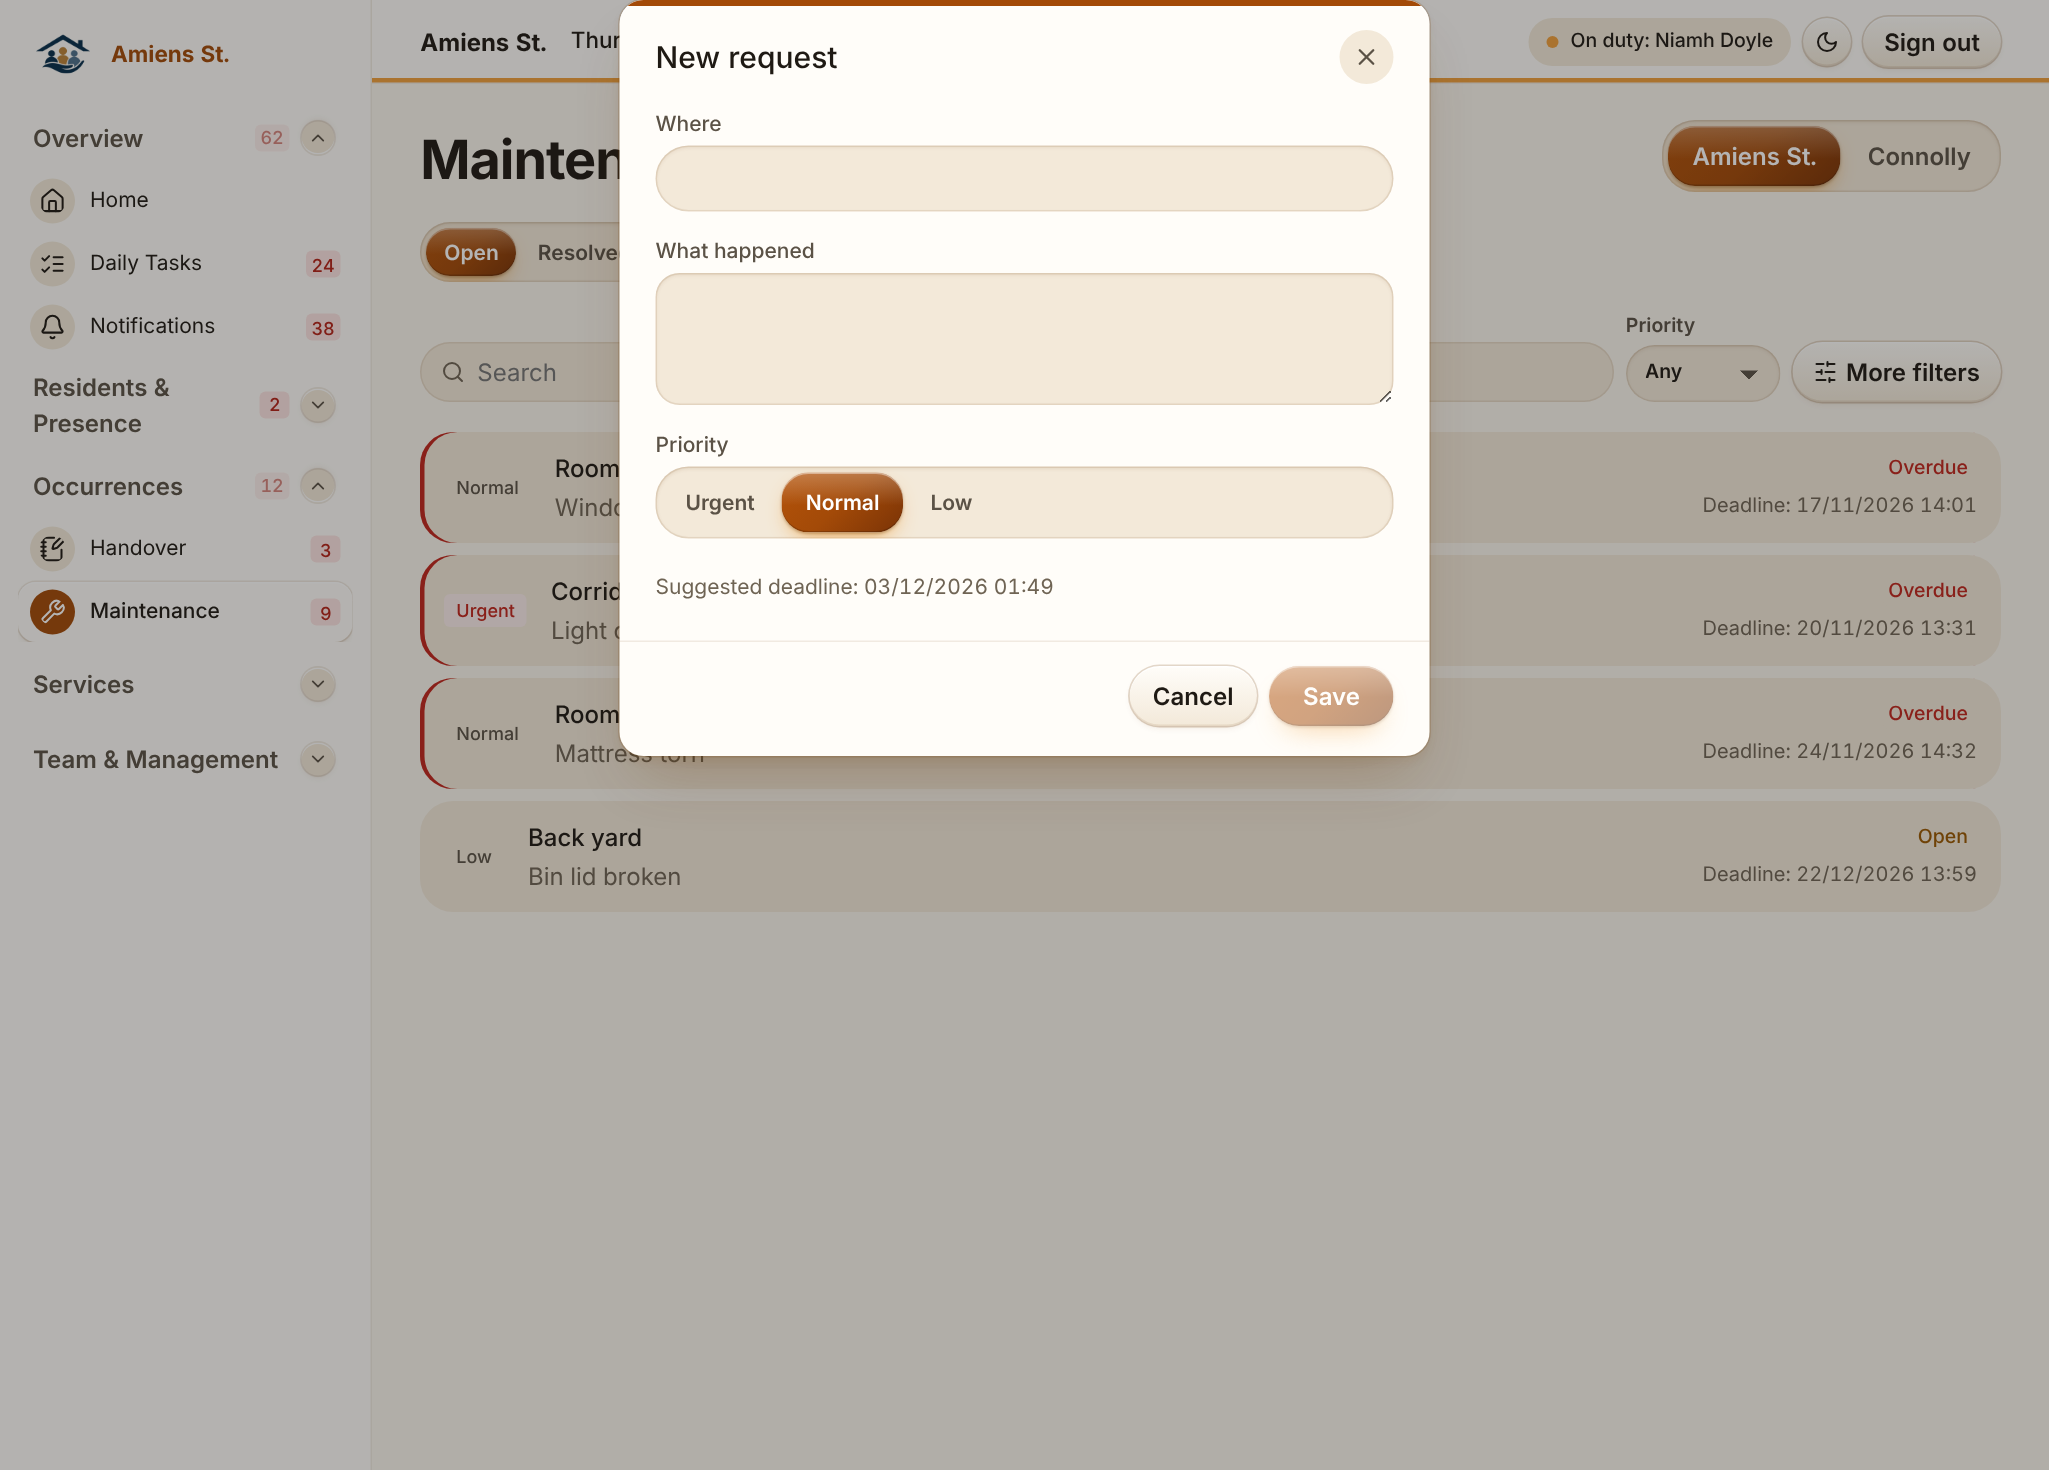 Amiens St.
Overview 62
Home
Daily Tasks 24
Notifications 38
Residents &
Presence 2
Occurrences 12
Handover 3
Maintenance 9
Services
Team & Management
Amiens St.
On duty: Niamh Doyle
Sign out
Amiens St. Connolly
Open
Search
Priority
Any
More filters
Normal
Room
Overdue
Deadline: 17/11/2026 14:01
Urgent
Light
Overdue
Deadline: 20/11/2026 13:31
Normal
Room
Mattress torn
Overdue
Deadline: 24/11/2026 14:32
Low
Back yard
Bin lid broken
Open
Deadline: 22/12/2026 13:59
New request
Where
What happened
Priority
Urgent Normal Low
Suggested deadline: 03/12/2026 01:49
Cancel Save